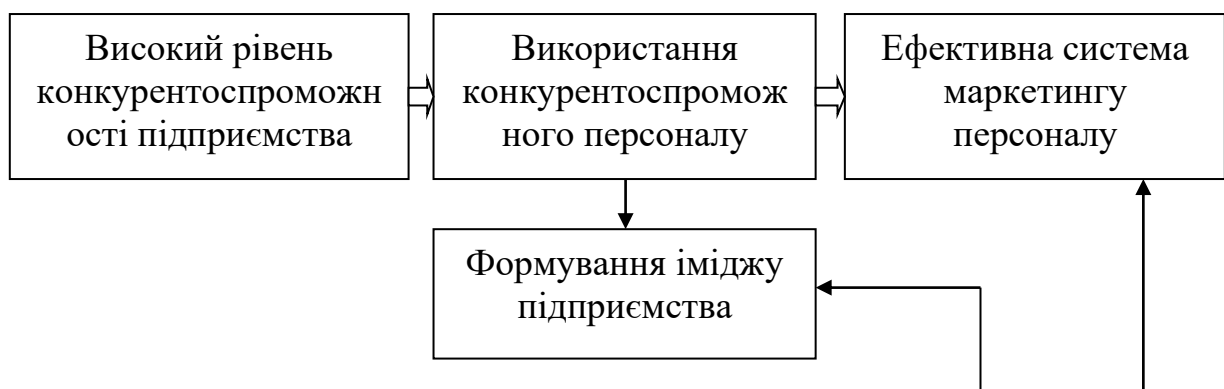 Високий рівень
конкурентоспроможн
ості підприємства
Використання
конкурентоспромож
ного персоналу
Ефективна система
маркетингу
персоналу
Формування іміджу
підприємства